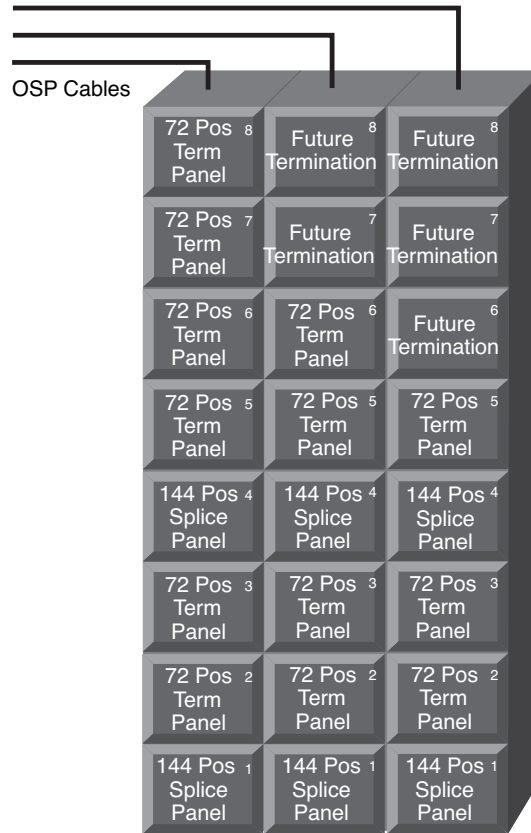 OSP Cables
72 Pos 8
Term
Panel
Future 8
Termination
Future 8
Termination
72 Pos 7
Term
Panel
Future 7
Termination
Future 7
Termination
72 Pos 6
Term
Panel
72 Pos 6
Term
Panel
Future 6
Termination
72 Pos 5
Term
Panel
72 Pos 5
Term
Panel
72 Pos 5
Term
Panel
144 Pos 4
Splice
Panel
144 Pos 4
Splice
Panel
144 Pos 4
Splice
Panel
72 Pos 3
Term
Panel
72 Pos 3
Term
Panel
72 Pos 3
Term
Panel
72 Pos 2
Term
Panel
72 Pos 2
Term
Panel
72 Pos 2
Term
Panel
144 Pos 1
Splice
Panel
144 Pos 1
Splice
Panel
144 Pos 1
Splice
Panel